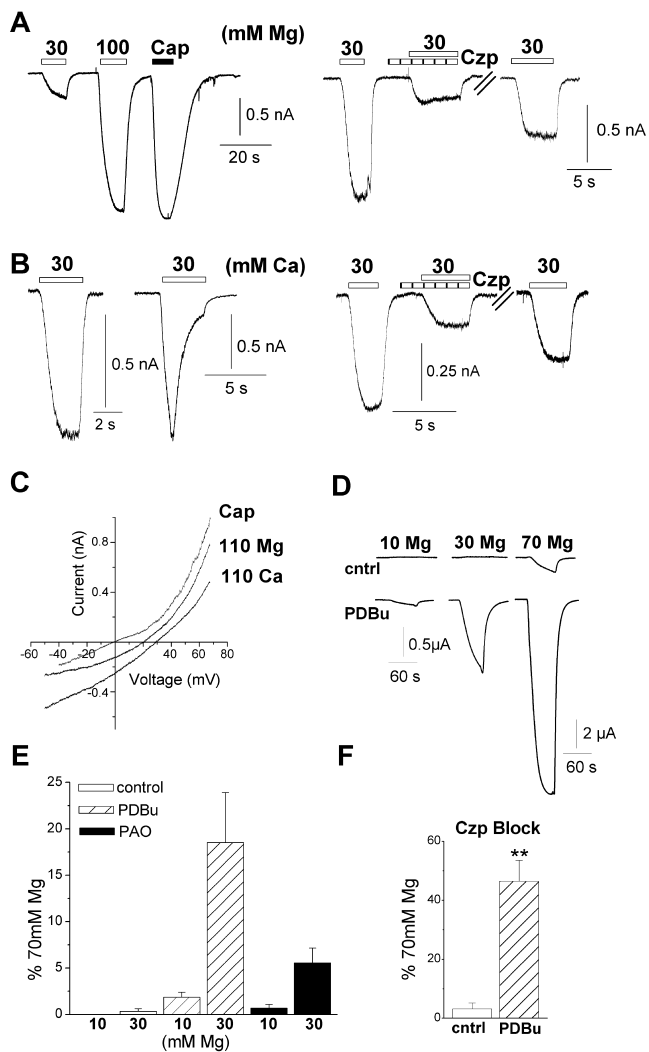 A
(mM Mg)
30 100 Cap
0.5 nA
20 s
30 30 Czp 30
0.5 nA
5 s
B
(mM Ca)
30 30
0.5 nA
2 s
0.5 nA
5 s
30 30 Czp 30
0.25 nA
5 s
C
Cap
110 Mg
110 Ca
Current (nA)
0.8
0.4
-0.4
-60 -40 -20 20 40 60 80
Voltage (mV)
D
10 Mg 30 Mg 70 Mg
cntrl
PDBu
0.5µA
60 s
2 µA
60 s
E
control
PDBu
PAO
% 70mM Mg
25
20
15
10
5
0
10 30 10 30 10 30
(mM Mg)
F
Czp Block
**
% 70mM Mg
60
40
20
0
cntrl PDBu